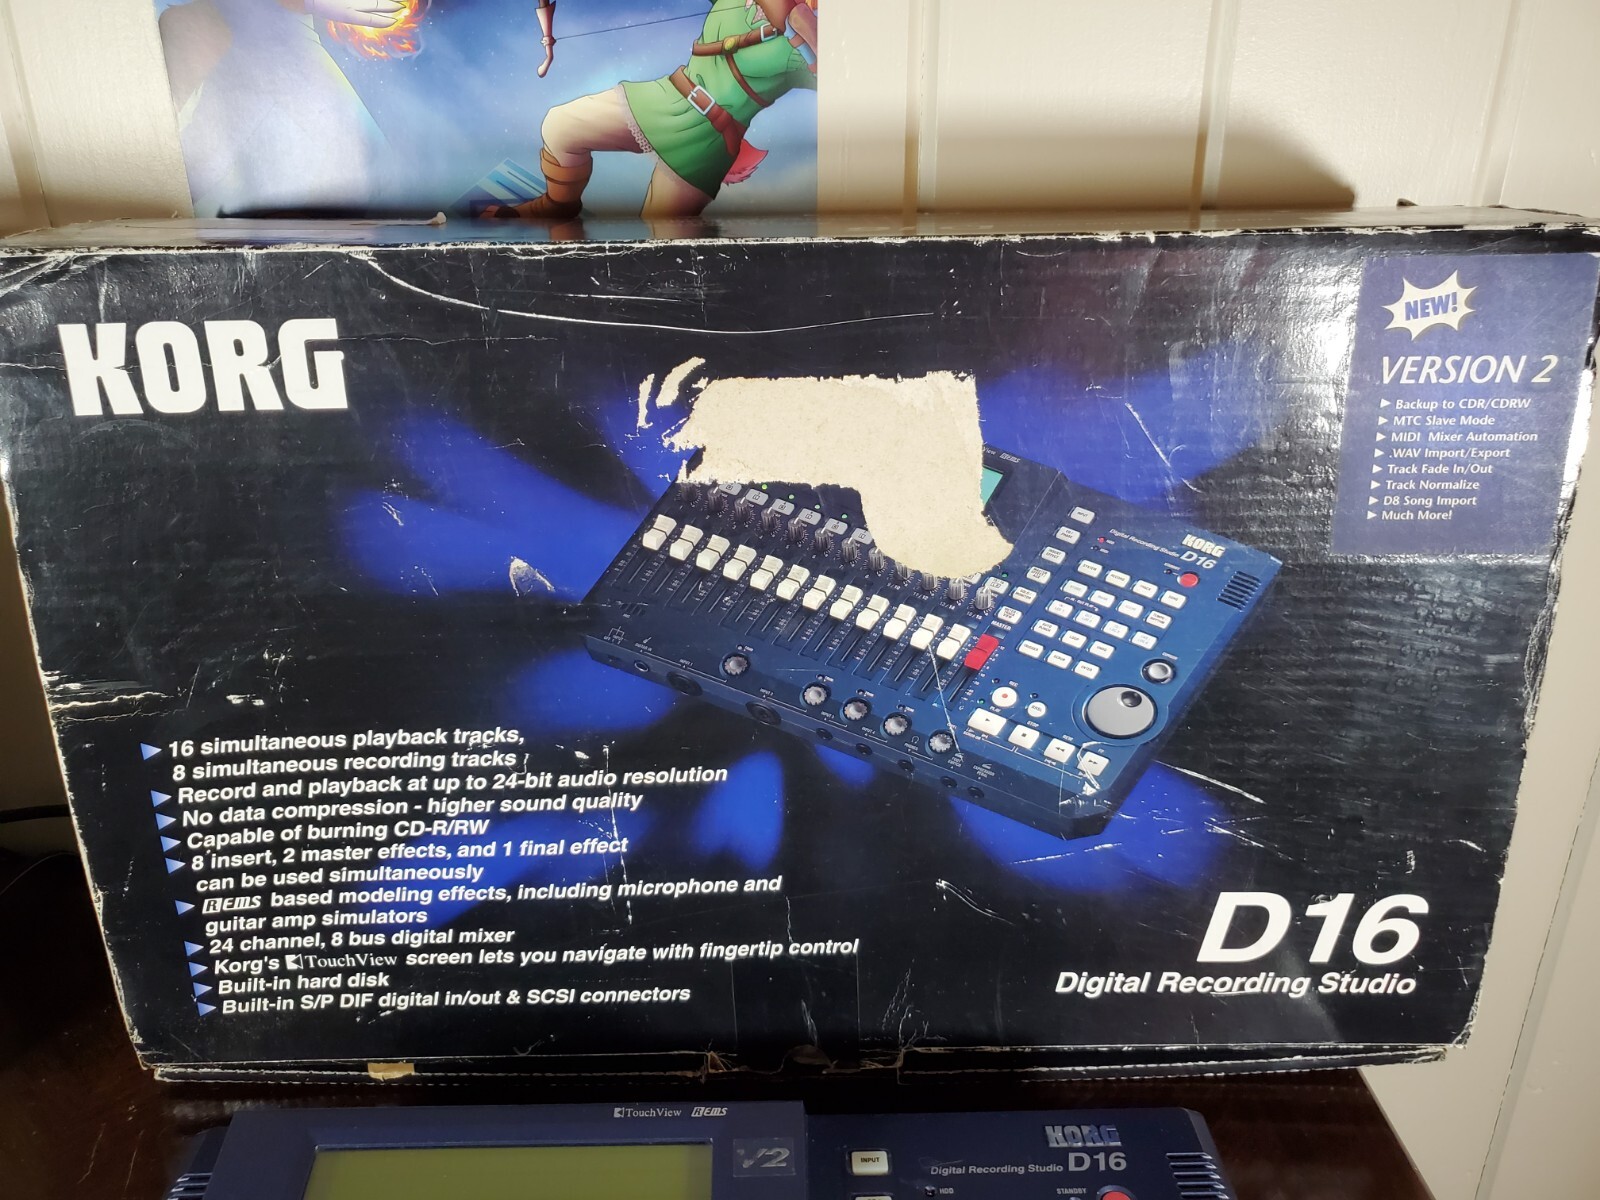 KORG
NEW!
VERSION 2
Backup to CDR/CDRW
MTC Slave Mode
MIDI Mixer Automation
.WAV Import/Export
Track Fade In/Out
Track Normalize
D8 Song Import
Much More!
REMS
KORG
Digital Recording Studio D16
MASTER
16 simultaneous playback tracks,
8 simultaneous recording tracks
Record and playback at up to 24-bit audio resolution
No data compression - higher sound quality
Capable of burning CD-R/RW
8 insert, 2 master effects, and 1 final effect
can be used simultaneously
REMS based modeling effects, including microphone and
guitar amp simulators
24 channel, 8 bus digital mixer
Korg's TouchView screen lets you navigate with fingertip control
Built-in hard disk
Built-in S/P DIF digital in/out & SCSI connectors
D16
Digital Recording Studio
TouchView REMS
V2
INPUT
KORG
Digital Recording Studio D16
HDD
STANDBY